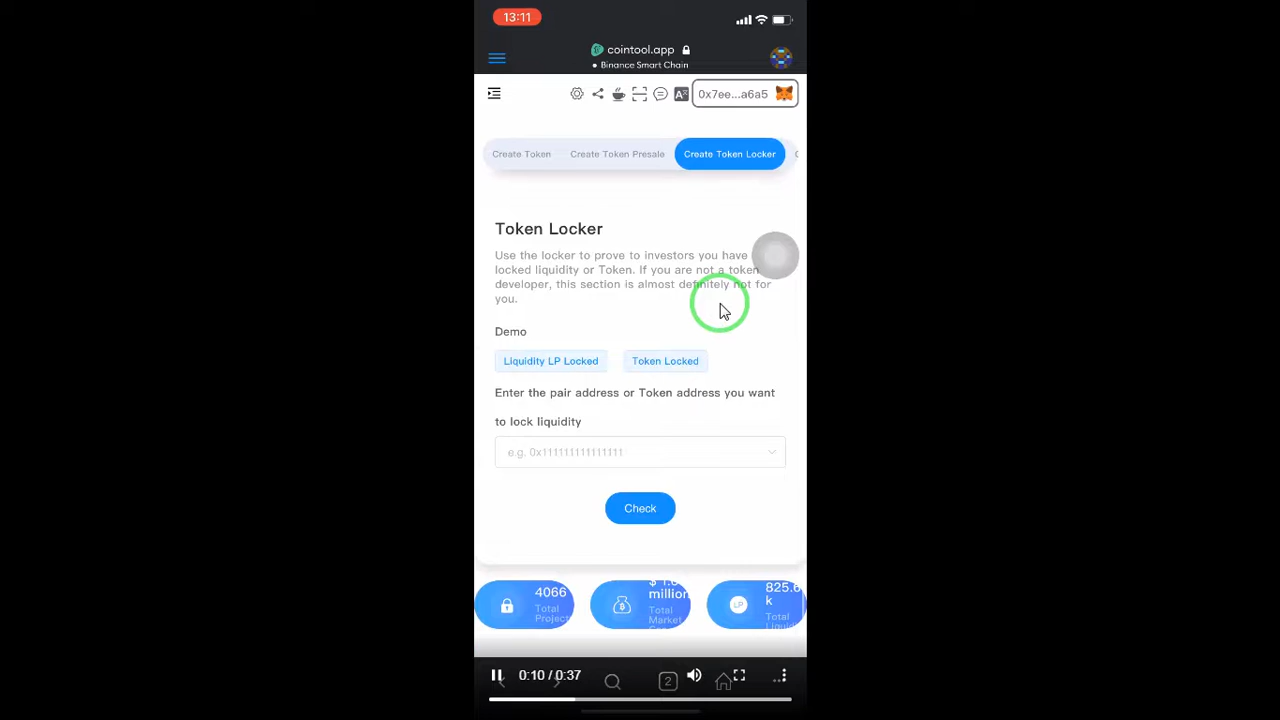 13:11
cointool.app
Binance Smart Chain
0x7ee...a6a5
Create Token
Create Token Presale
Create Token Locker
Token Locker
Use the locker to prove to investors you have
locked liquidity or Token. If you are not a token
developer, this section is almost definitely not for
you.
Demo
Liquidity LP Locked
Token Locked
Enter the pair address or Token address you want
to lock liquidity
e.g. 0x111111111111111
Check
4066
Total
million
Total
Market
LP
825.6
k
Total
0:10 / 0:37
2